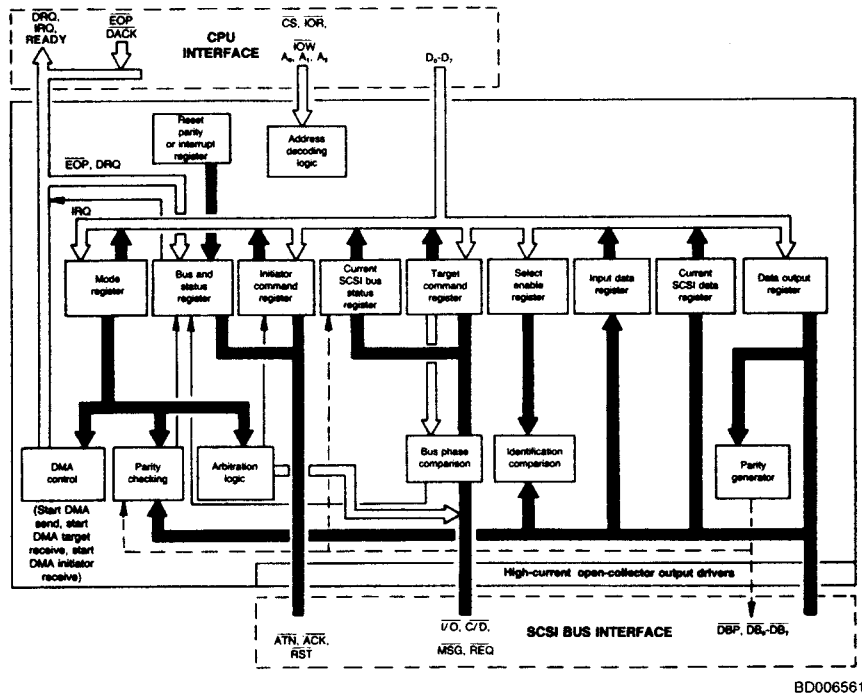 DRQ,
IRQ,
READY
EOP
DACK
CPU
INTERFACE
CS, IOR,
IOW
A₀, A₁, A₂
D₀-D₇
Reset
parity
or interrupt
register
Address
decoding
logic
EOP, DRQ
IRQ
Mode
register
Bus and
status
register
Initiator
command
register
Current
SCSI bus
status
register
Target
command
register
Select
enable
register
Input data
register
Current
SCSI data
register
Data output
register
DMA
control
Parity
checking
Arbitration
logic
Bus phase
comparison
Identification
comparison
Parity
generator
(Start DMA
send, start
DMA target
receive, start
DMA initiator
receive)
High-current open-collector output drivers
ATN, ACK,
RST
I/O, C/D,
MSG, REQ
SCSI BUS INTERFACE
DBP, DB₀-DB₇
BD006561